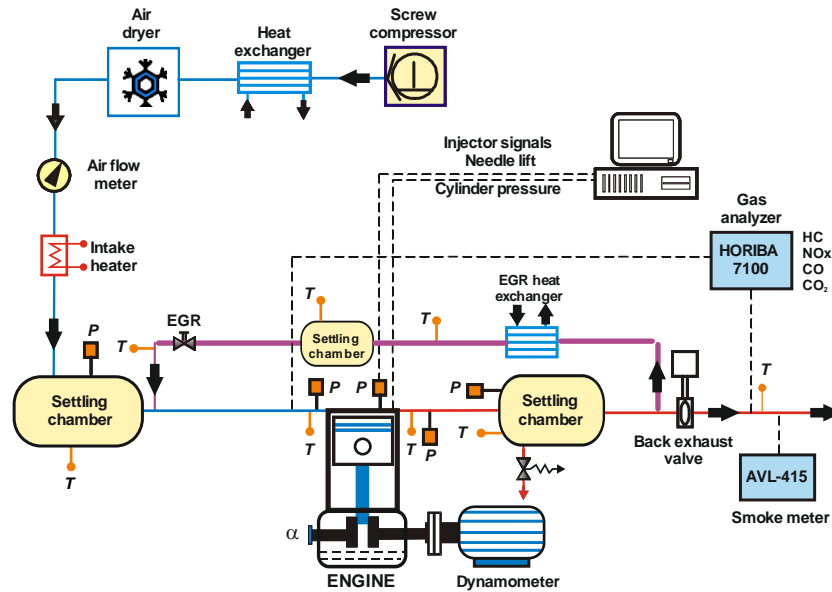 Air
dryer
Heat
exchanger
Screw
compressor
Injector signals
Needle lift
Cylinder pressure
Air flow
meter
Gas
analyzer
HORIBA
7100
HC
NOx
CO
CO₂
Intake
heater
EGR heat
exchanger
T
EGR
T
T
P
Settling
chamber
T
P
P
P
Settling
chamber
Settling
chamber
T
T
T
P
T
T
Back exhaust
valve
AVL-415
Smoke meter
α
ENGINE
Dynamometer